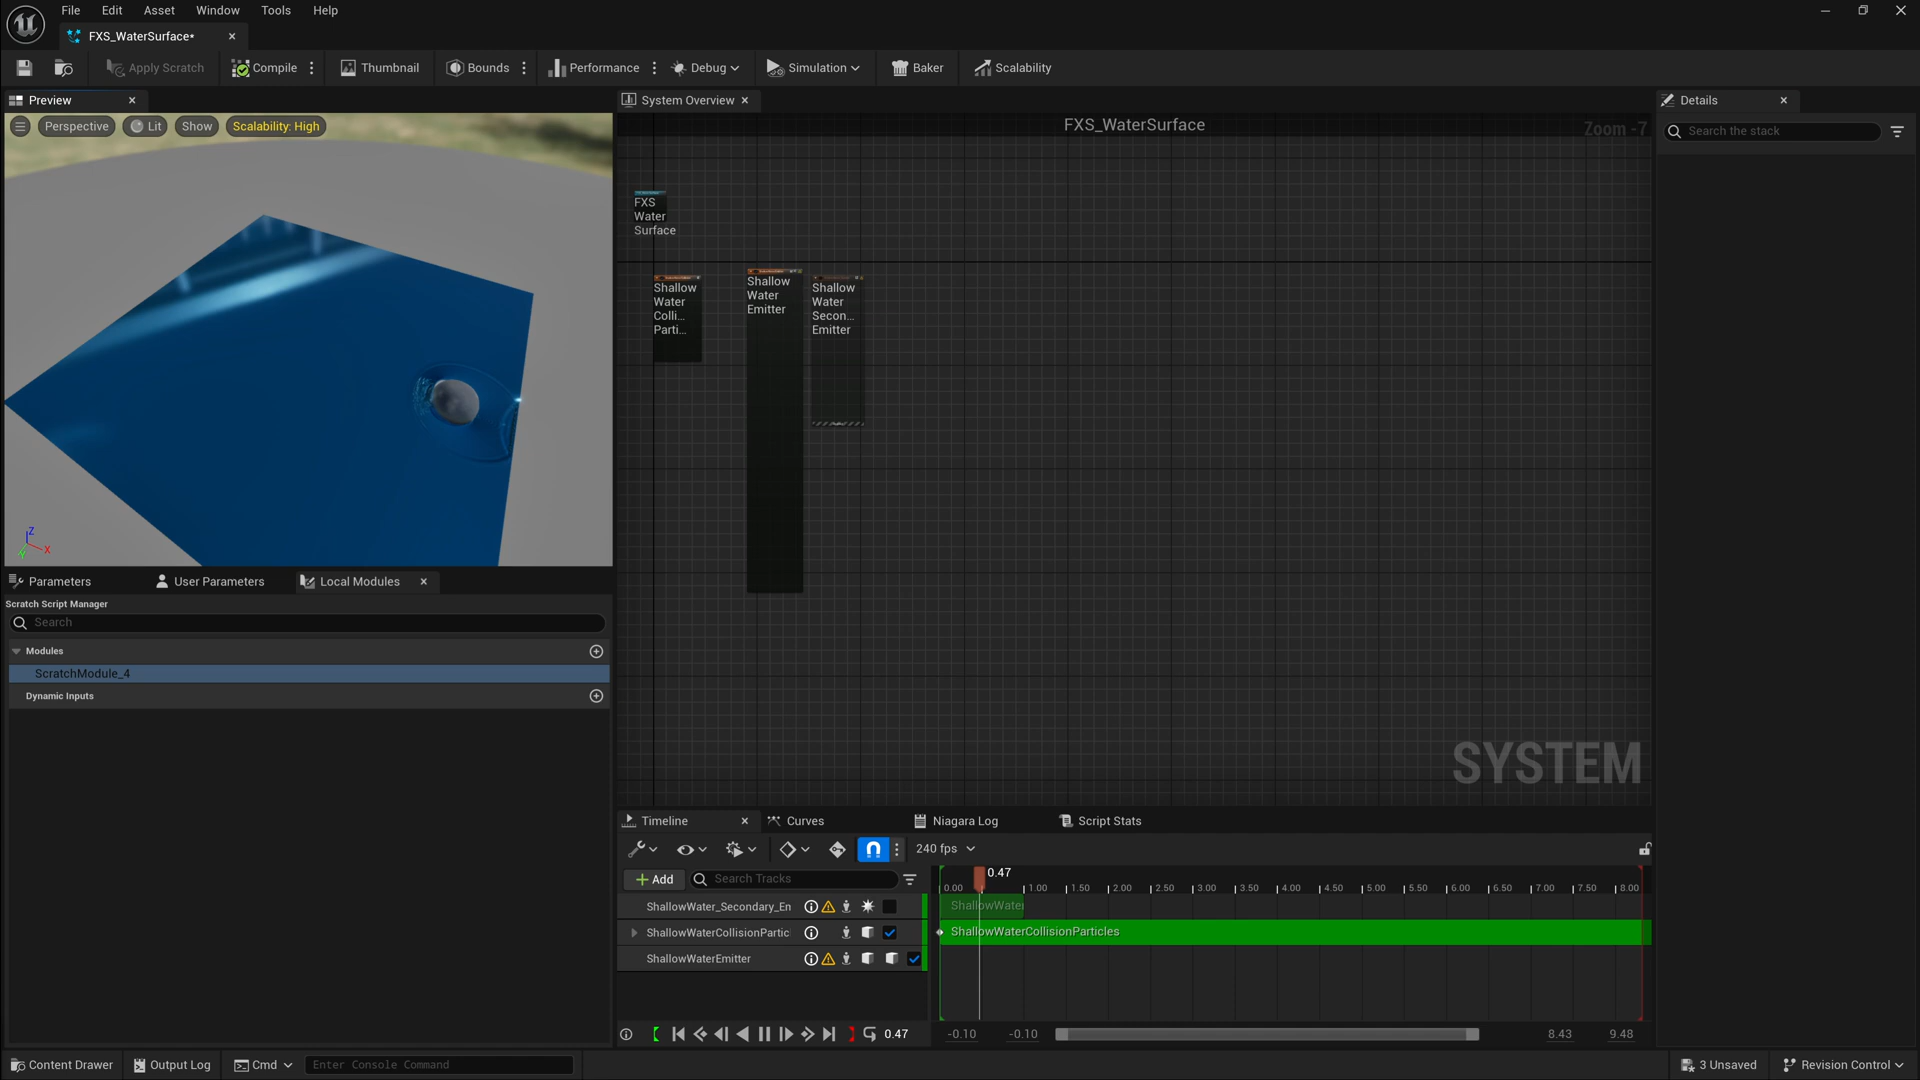 File Edit Asset Window Tools Help
FXS_WaterSurface*
Apply Scratch Compile Thumbnail Bounds Performance Debug Simulation Baker Scalability
Preview
System Overview
Details
Perspective Lit Show Scalability: High
FXS_WaterSurface
Zoom -7
Search the stack
FXS
Water
Surface
Shallow
Water
Colli...
Parti...
Shallow
Water
Emitter
Shallow
Water
Secon...
Emitter
Z
X
Y
SYSTEM
Parameters User Parameters Local Modules
Scratch Script Manager
Search
Modules
ScratchModule_4
Dynamic Inputs
Timeline Curves Niagara Log Script Stats
240 fps
Add Search Tracks
0.47
0.00 1.00 1.50 2.00 2.50 3.00 3.50 4.00 4.50 5.00 5.50 6.00 6.50 7.00 7.50 8.00
ShallowWater_Secondary_En
ShallowWater
ShallowWaterCollisionPartic
ShallowWaterCollisionParticles
ShallowWaterEmitter
0.47
-0.10 -0.10 8.43 9.48
Content Drawer Output Log Cmd Enter Console Command 3 Unsaved Revision Control